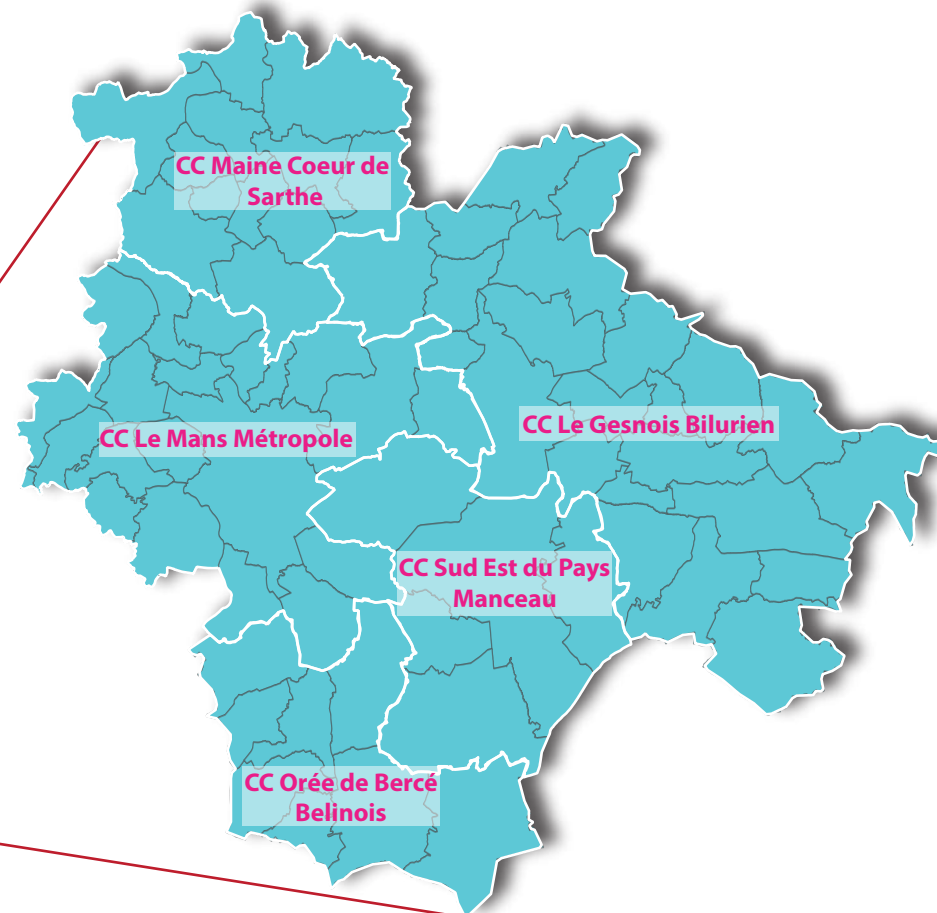 CC Maine Coeur de
Sarthe
CC Le Mans Métropole
CC Le Gesnois Bilurien
CC Sud Est du Pays
Manceau
CC Orée de Bercé
Belinois